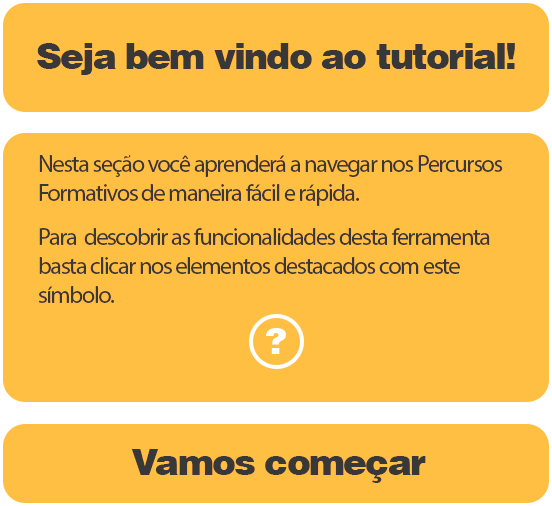 Seja bem vindo ao tutorial!
Nesta seção você aprenderá a navegar nos Percursos
Formativos de maneira fácil e rápida.
Para descobrir as funcionalidades desta ferramenta
basta clicar nos elementos destacados com este
símbolo.
?
Vamos começar